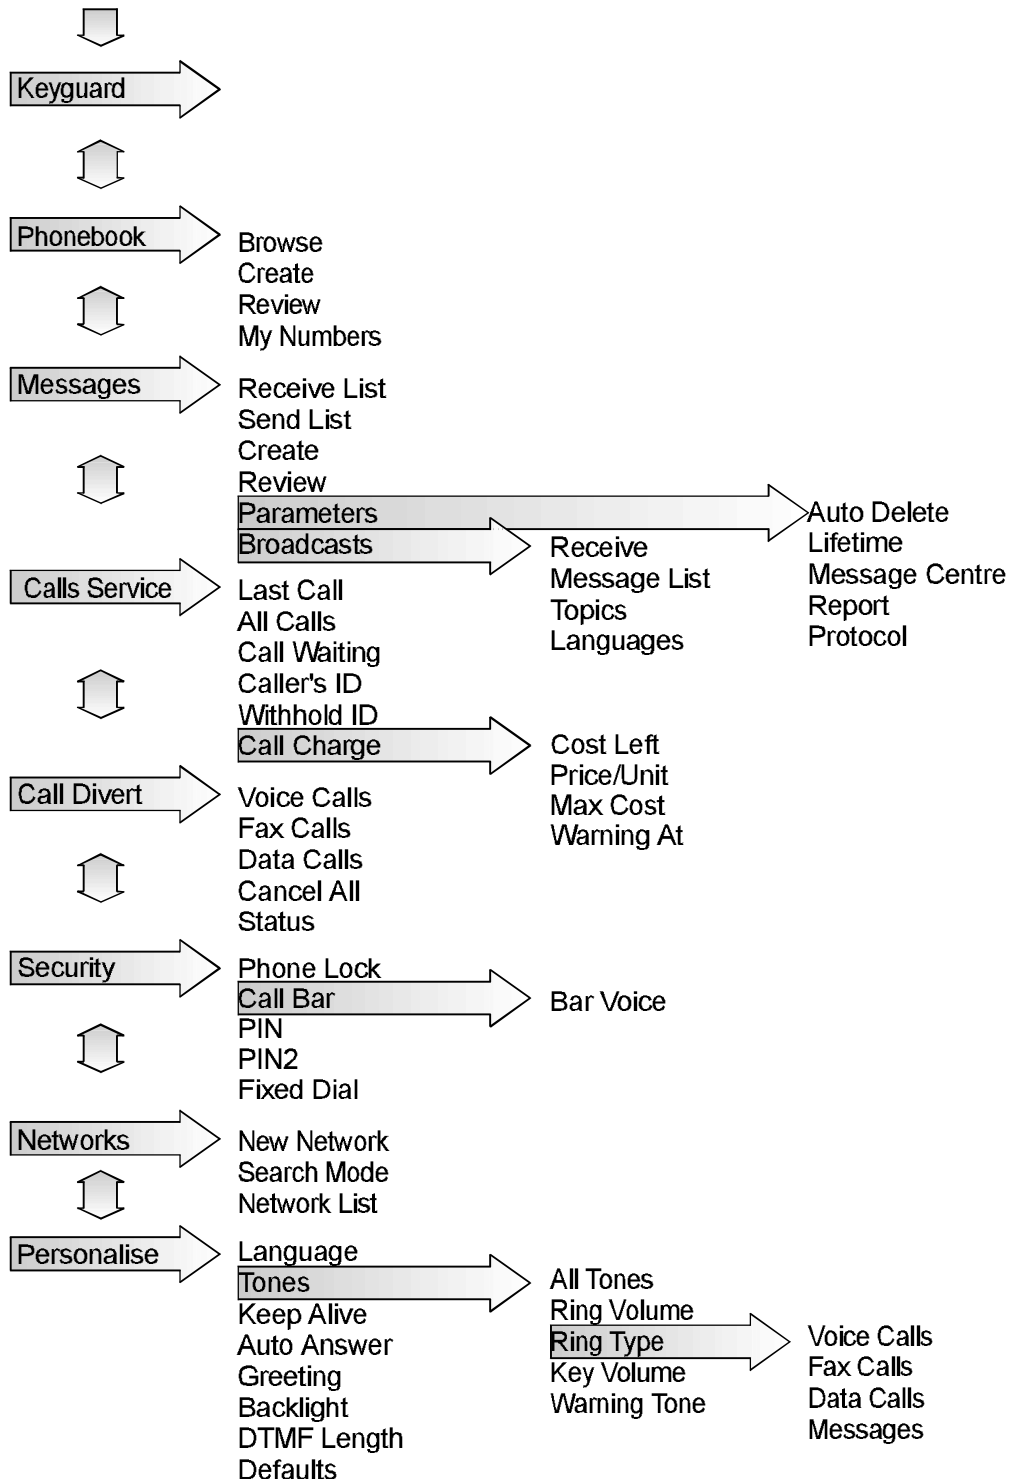 Keyguard
Phonebook
Browse
Create
Review
My Numbers
Messages
Receive List
Send List
Create
Review
Parameters
Auto Delete
Lifetime
Message Centre
Report
Protocol
Broadcasts
Receive
Message List
Topics
Languages
Calls Service
Last Call
All Calls
Call Waiting
Caller's ID
Withhold ID
Call Charge
Cost Left
Price/Unit
Max Cost
Warning At
Call Divert
Voice Calls
Fax Calls
Data Calls
Cancel All
Status
Security
Phone Lock
Call Bar
Bar Voice
PIN
PIN2
Fixed Dial
Networks
New Network
Search Mode
Network List
Personalise
Language
Tones
All Tones
Ring Volume
Ring Type
Voice Calls
Fax Calls
Data Calls
Messages
Key Volume
Warning Tone
Keep Alive
Auto Answer
Greeting
Backlight
DTMF Length
Defaults